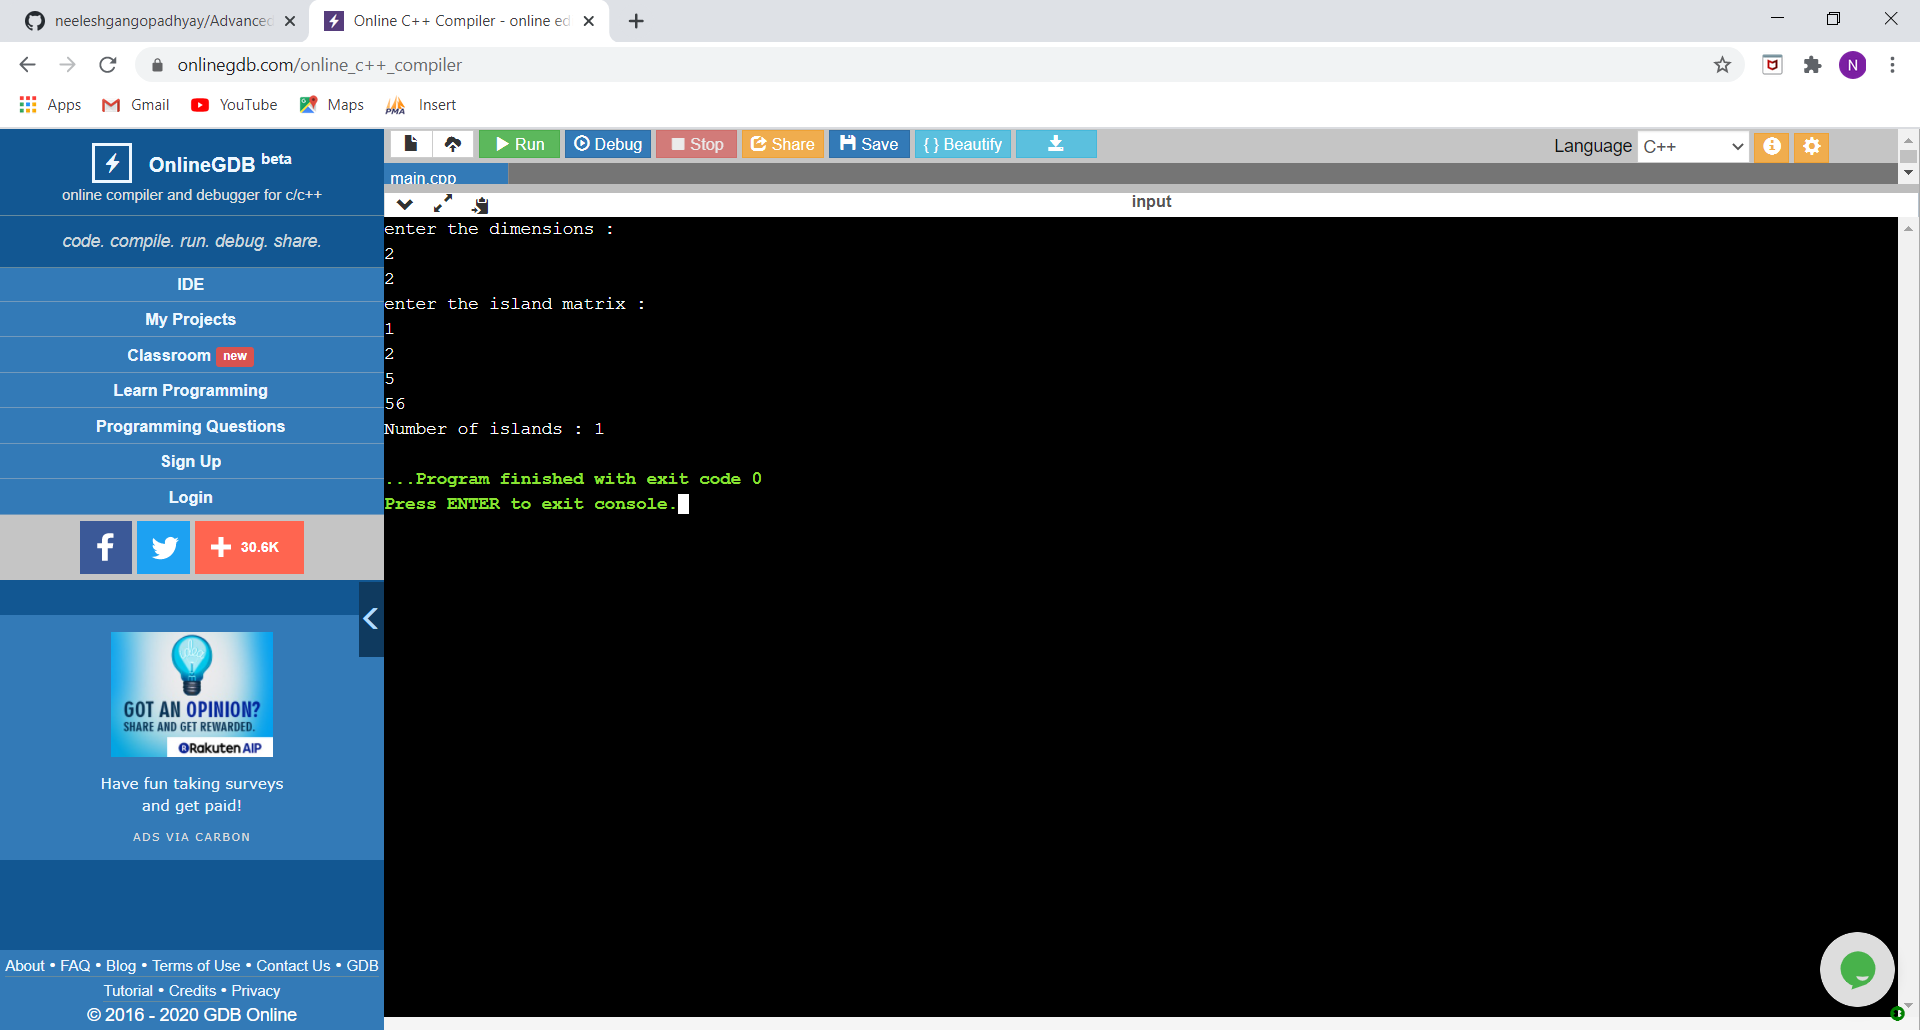 neeleshgangopadhyay/Advanced
Online C++ Compiler - online ed
onlinegdb.com/online_c++_compiler
N
Apps Gmail YouTube Maps PMA Insert
OnlineGDB beta
online compiler and debugger for c/c++
code. compile. run. debug. share.
IDE
My Projects
Classroom new
Learn Programming
Programming Questions
Sign Up
Login
+ 30.6K
GOT AN OPINION?
SHARE AND GET REWARDED.
Rakuten AIP
Have fun taking surveys
and get paid!
ADS VIA CARBON
About • FAQ • Blog • Terms of Use • Contact Us • GDB
Tutorial • Credits • Privacy
© 2016 - 2020 GDB Online
Run Debug Stop Share Save { } Beautify
Language C++
main.cpp
input
enter the dimensions :
2
2
enter the island matrix :
1
2
5
56
Number of islands : 1
...Program finished with exit code 0
Press ENTER to exit console.